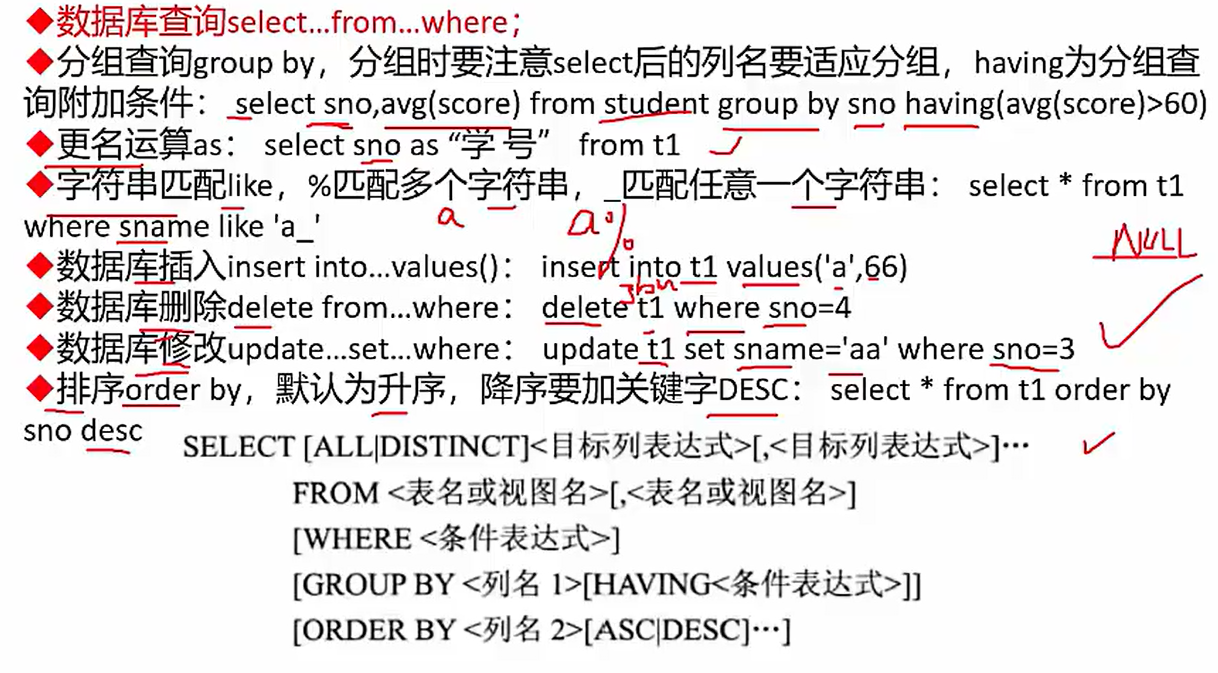 ◆数据库查询select...from...where；
◆分组查询group by，分组时要注意select后的列名要适应分组，having为分组查
询附加条件： select sno,avg(score) from student group by sno having(avg(score)>60)
◆更名运算as： select sno as “学 号” from t1
◆字符串匹配like，%匹配多个字符串，_匹配任意一个字符串： select * from t1
where sname like 'a_'
a
a%
NULL
◆数据库插入insert into...values()： insert into t1 values('a',66)
◆数据库删除delete from...where： delete t1 where sno=4
◆数据库修改update...set...where： update t1 set sname='aa' where sno=3
◆排序order by，默认为升序，降序要加关键字DESC： select * from t1 order by
sno desc
SELECT [ALL|DISTINCT]<目标列表达式>[,<目标列表达式>]…
FROM <表名或视图名>[,<表名或视图名>]
[WHERE <条件表达式>]
[GROUP BY <列名 1>[HAVING<条件表达式>]]
[ORDER BY <列名 2>[ASC|DESC]…]